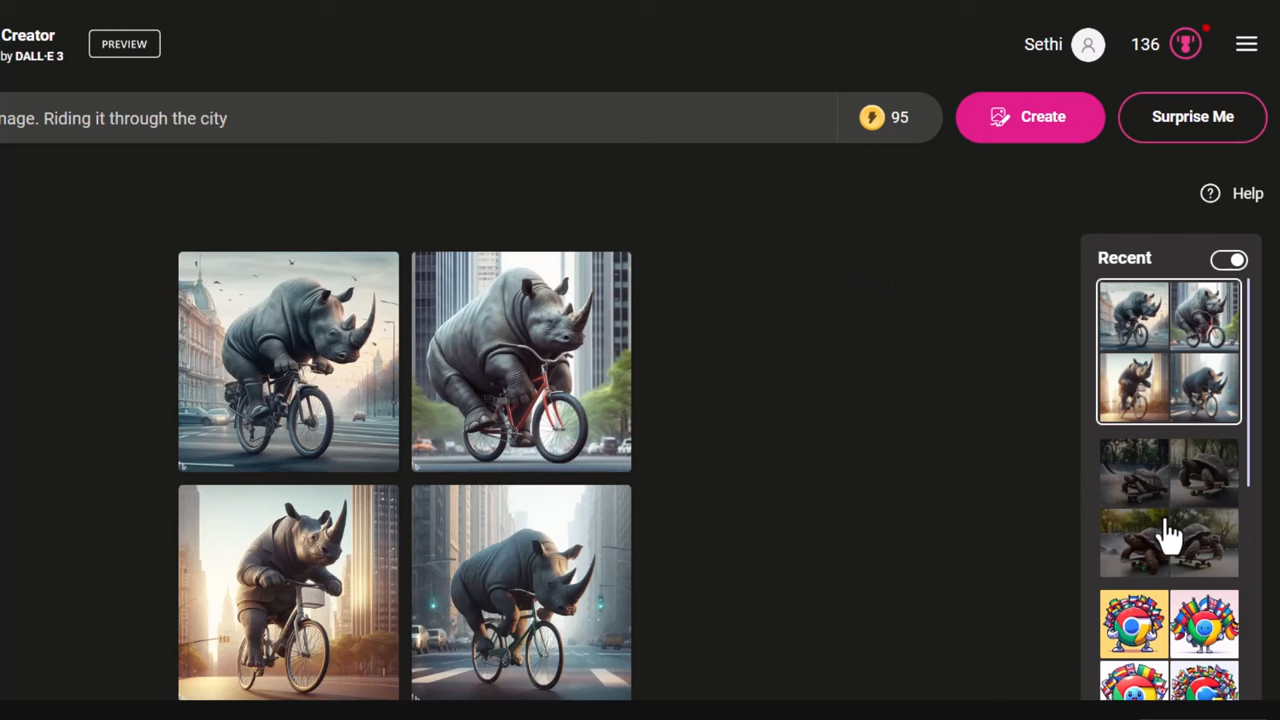 Creator
by DALL·E 3
PREVIEW
Sethi
136
nage. Riding it through the city
95
Create
Surprise Me
Help
Recent